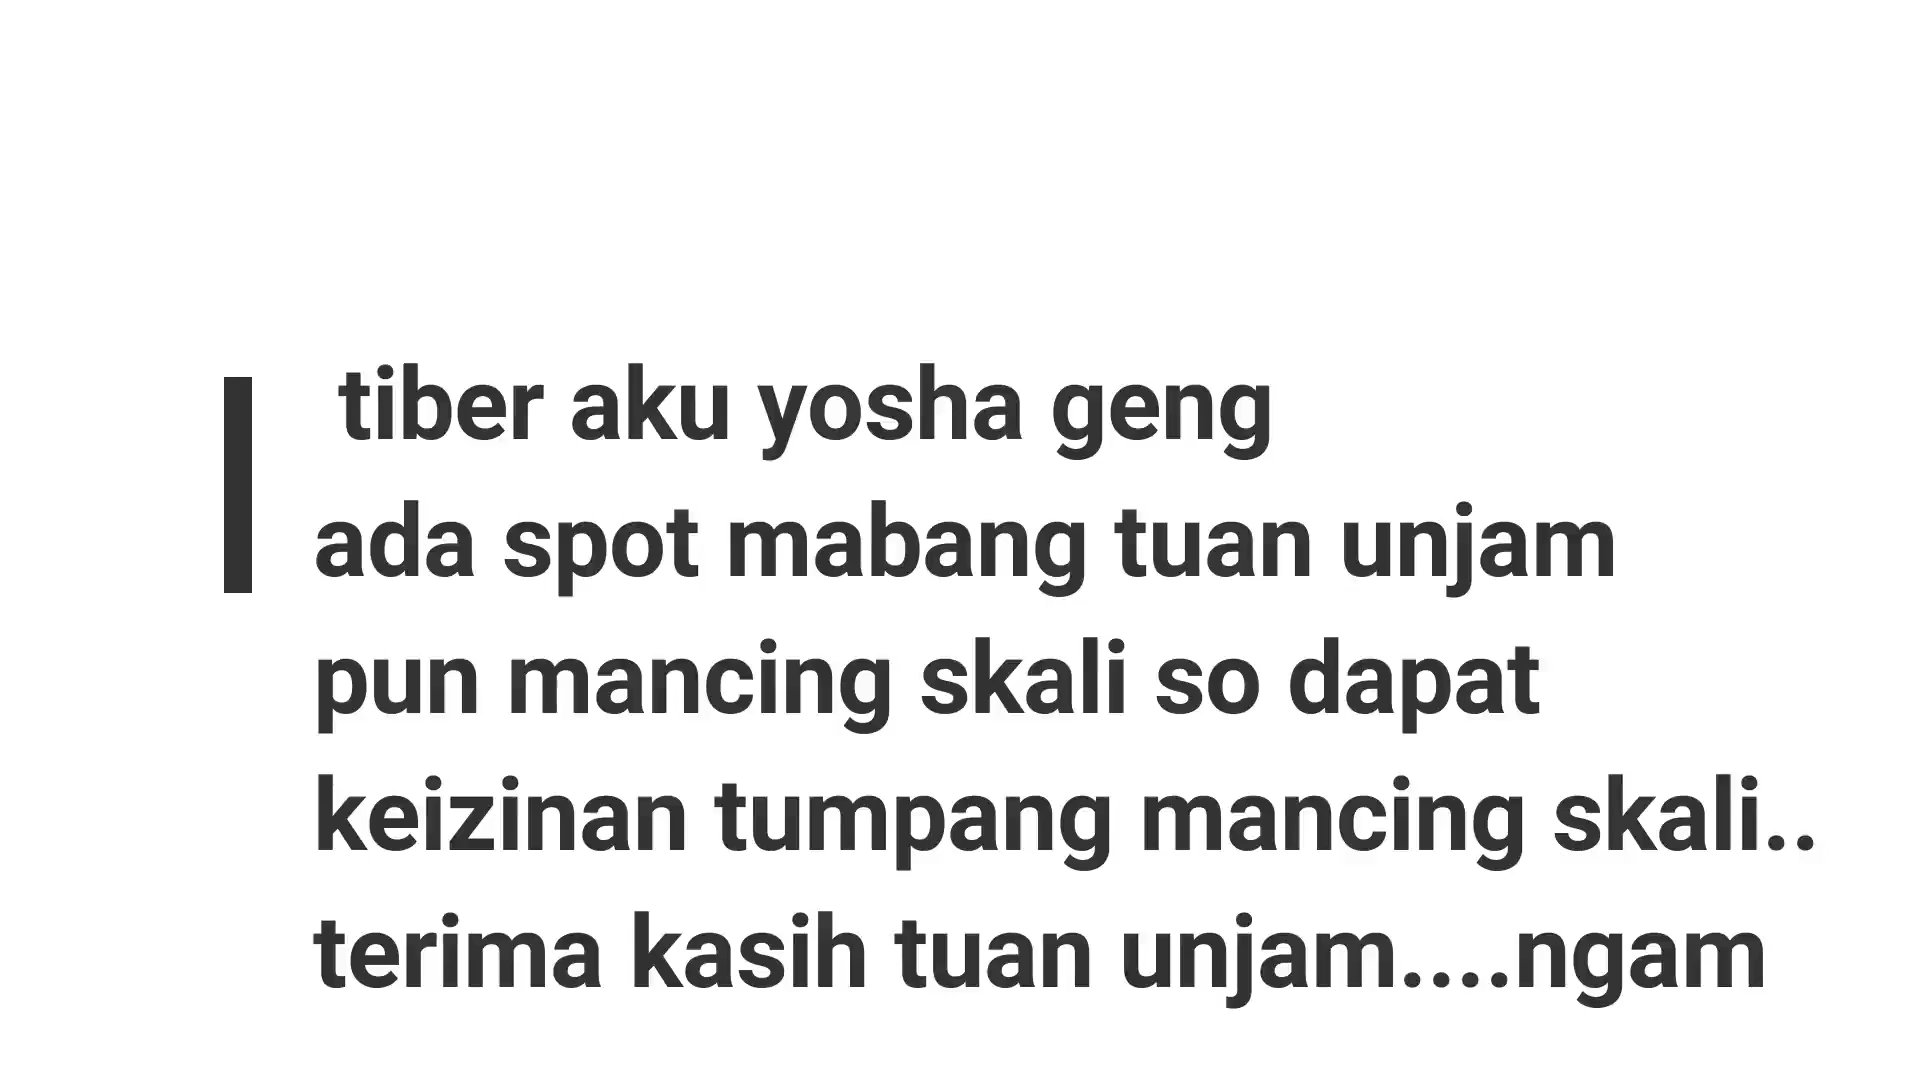 tiber aku yosha geng
ada spot mabang tuan unjam
pun mancing skali so dapat
keizinan tumpang mancing skali..
terima kasih tuan unjam....ngam